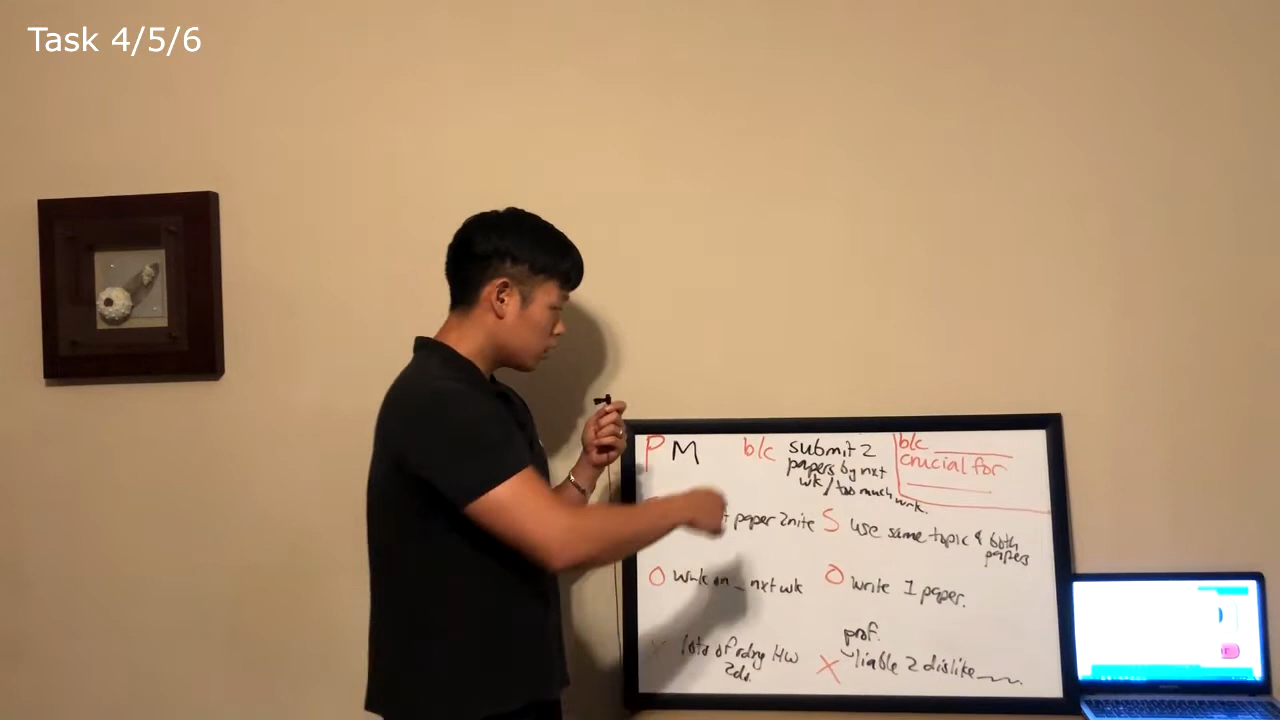 Task 4/5/6
P M
b/c submit 2
papers by nxt
wk / too much wrk.
b/c
crucial for
paper 2nite
S use same topic 4 both
papers
O wrk on _ nxt wk
O write 1 paper.
lots of rdng HW
2do.
prof.
X liable 2 dislike